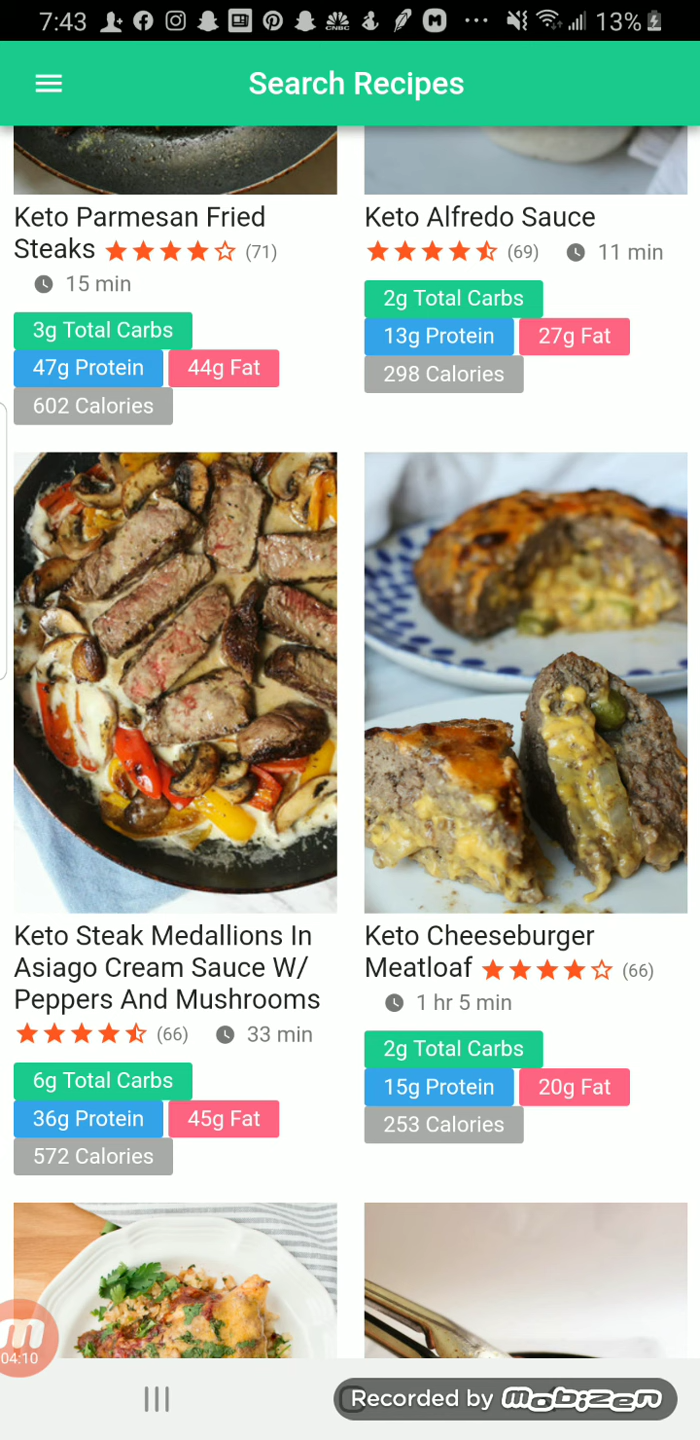 7:43
CNBC
13%
Search Recipes
Keto Parmesan Fried
Steaks (71)
15 min
3g Total Carbs
47g Protein 44g Fat
602 Calories
Keto Alfredo Sauce
(69) 11 min
2g Total Carbs
13g Protein 27g Fat
298 Calories
Keto Steak Medallions In
Asiago Cream Sauce W/
Peppers And Mushrooms
(66) 33 min
6g Total Carbs
36g Protein 45g Fat
572 Calories
Keto Cheeseburger
Meatloaf (66)
1 hr 5 min
2g Total Carbs
15g Protein 20g Fat
253 Calories
04:10
Recorded by mobizen